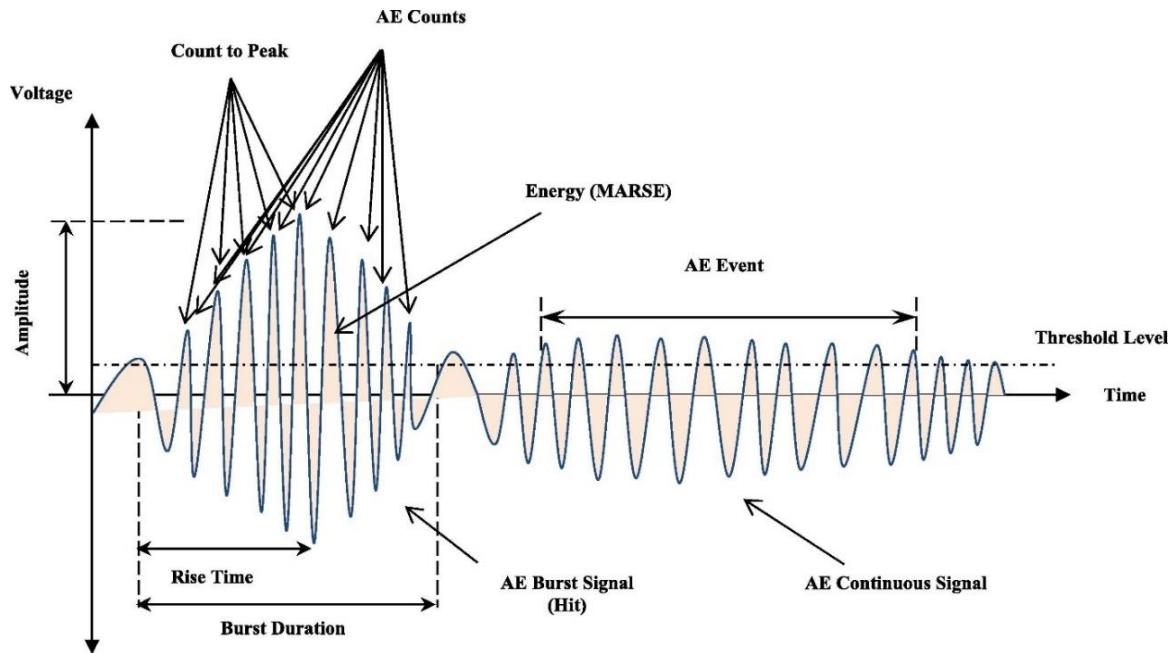 AE Counts
Count to Peak
Voltage
Energy (MARSE)
AE Event
Amplitude
Threshold Level
Time
Rise Time
AE Burst Signal
(Hit)
AE Continuous Signal
Burst Duration